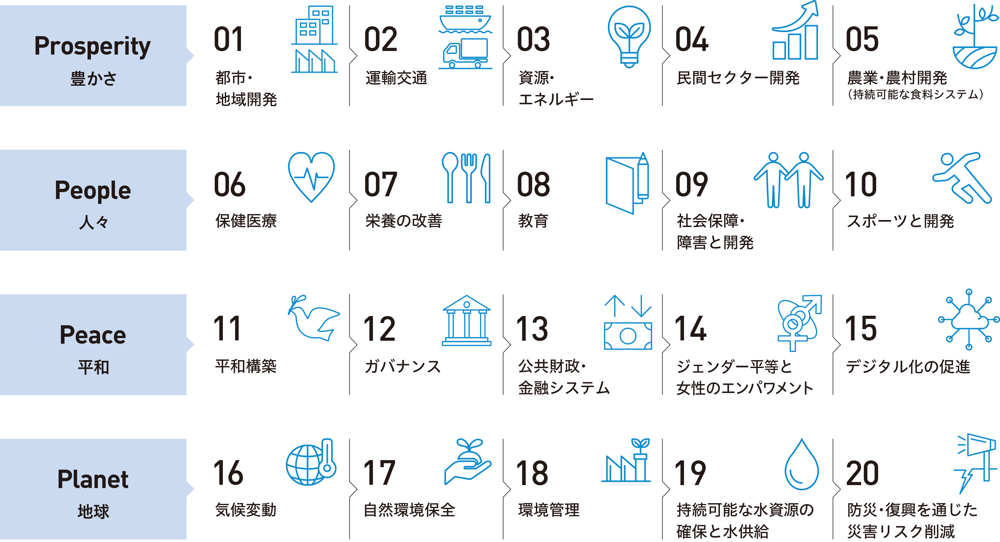 Prosperity
豊かさ
01
都市・
地域開発
02
運輸交通
03
資源・
エネルギー
04
民間セクター開発
05
農業・農村開発
（持続可能な食料システム）
People
人々
06
保健医療
07
栄養の改善
08
教育
09
社会保障・
障害と開発
10
スポーツと開発
Peace
平和
11
平和構築
12
ガバナンス
13
公共財政・
金融システム
14
ジェンダー平等と
女性のエンパワメント
15
デジタル化の促進
Planet
地球
16
気候変動
17
自然環境保全
18
環境管理
19
持続可能な水資源の
確保と水供給
20
防災・復興を通じた
災害リスク削減